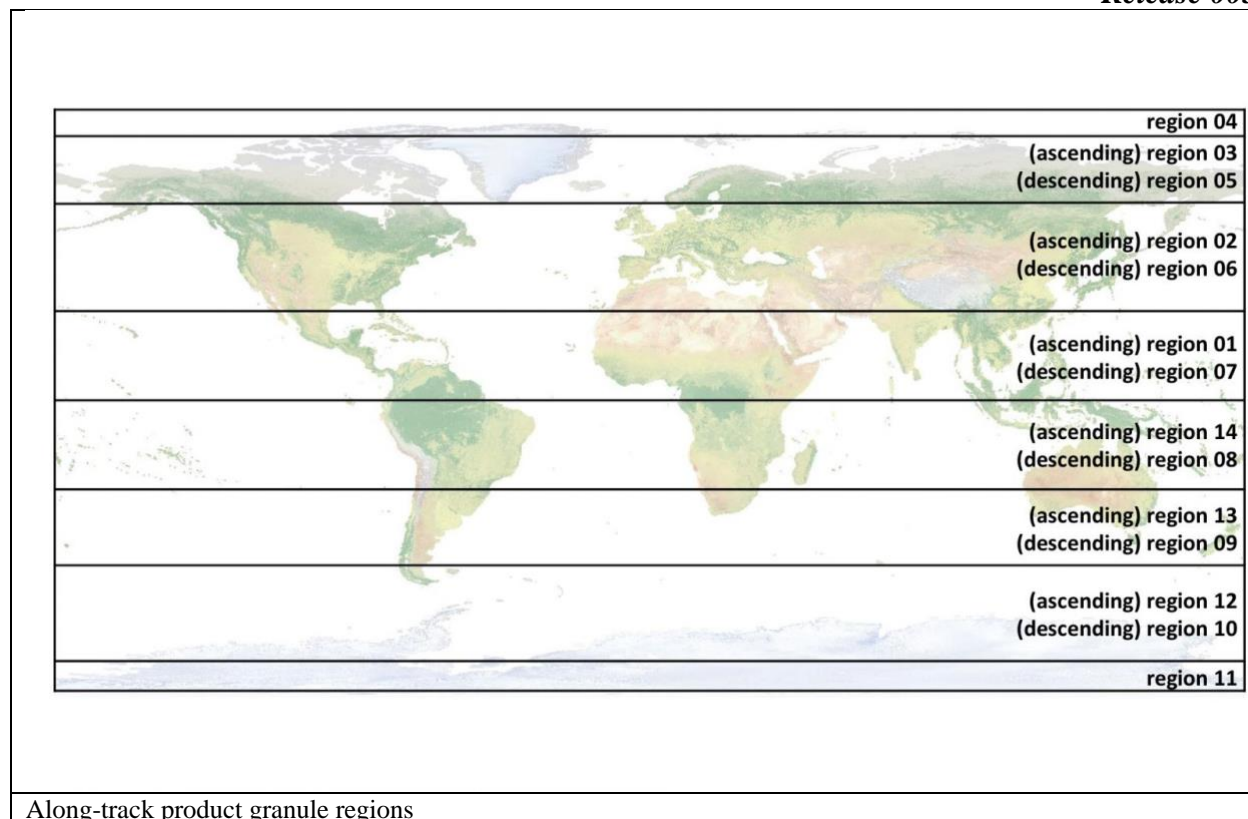 region 04
(ascending) region 03
(descending) region 05
(ascending) region 02
(descending) region 06
(ascending) region 01
(descending) region 07
(ascending) region 14
(descending) region 08
(ascending) region 13
(descending) region 09
(ascending) region 12
(descending) region 10
region 11
Along-track product granule regions